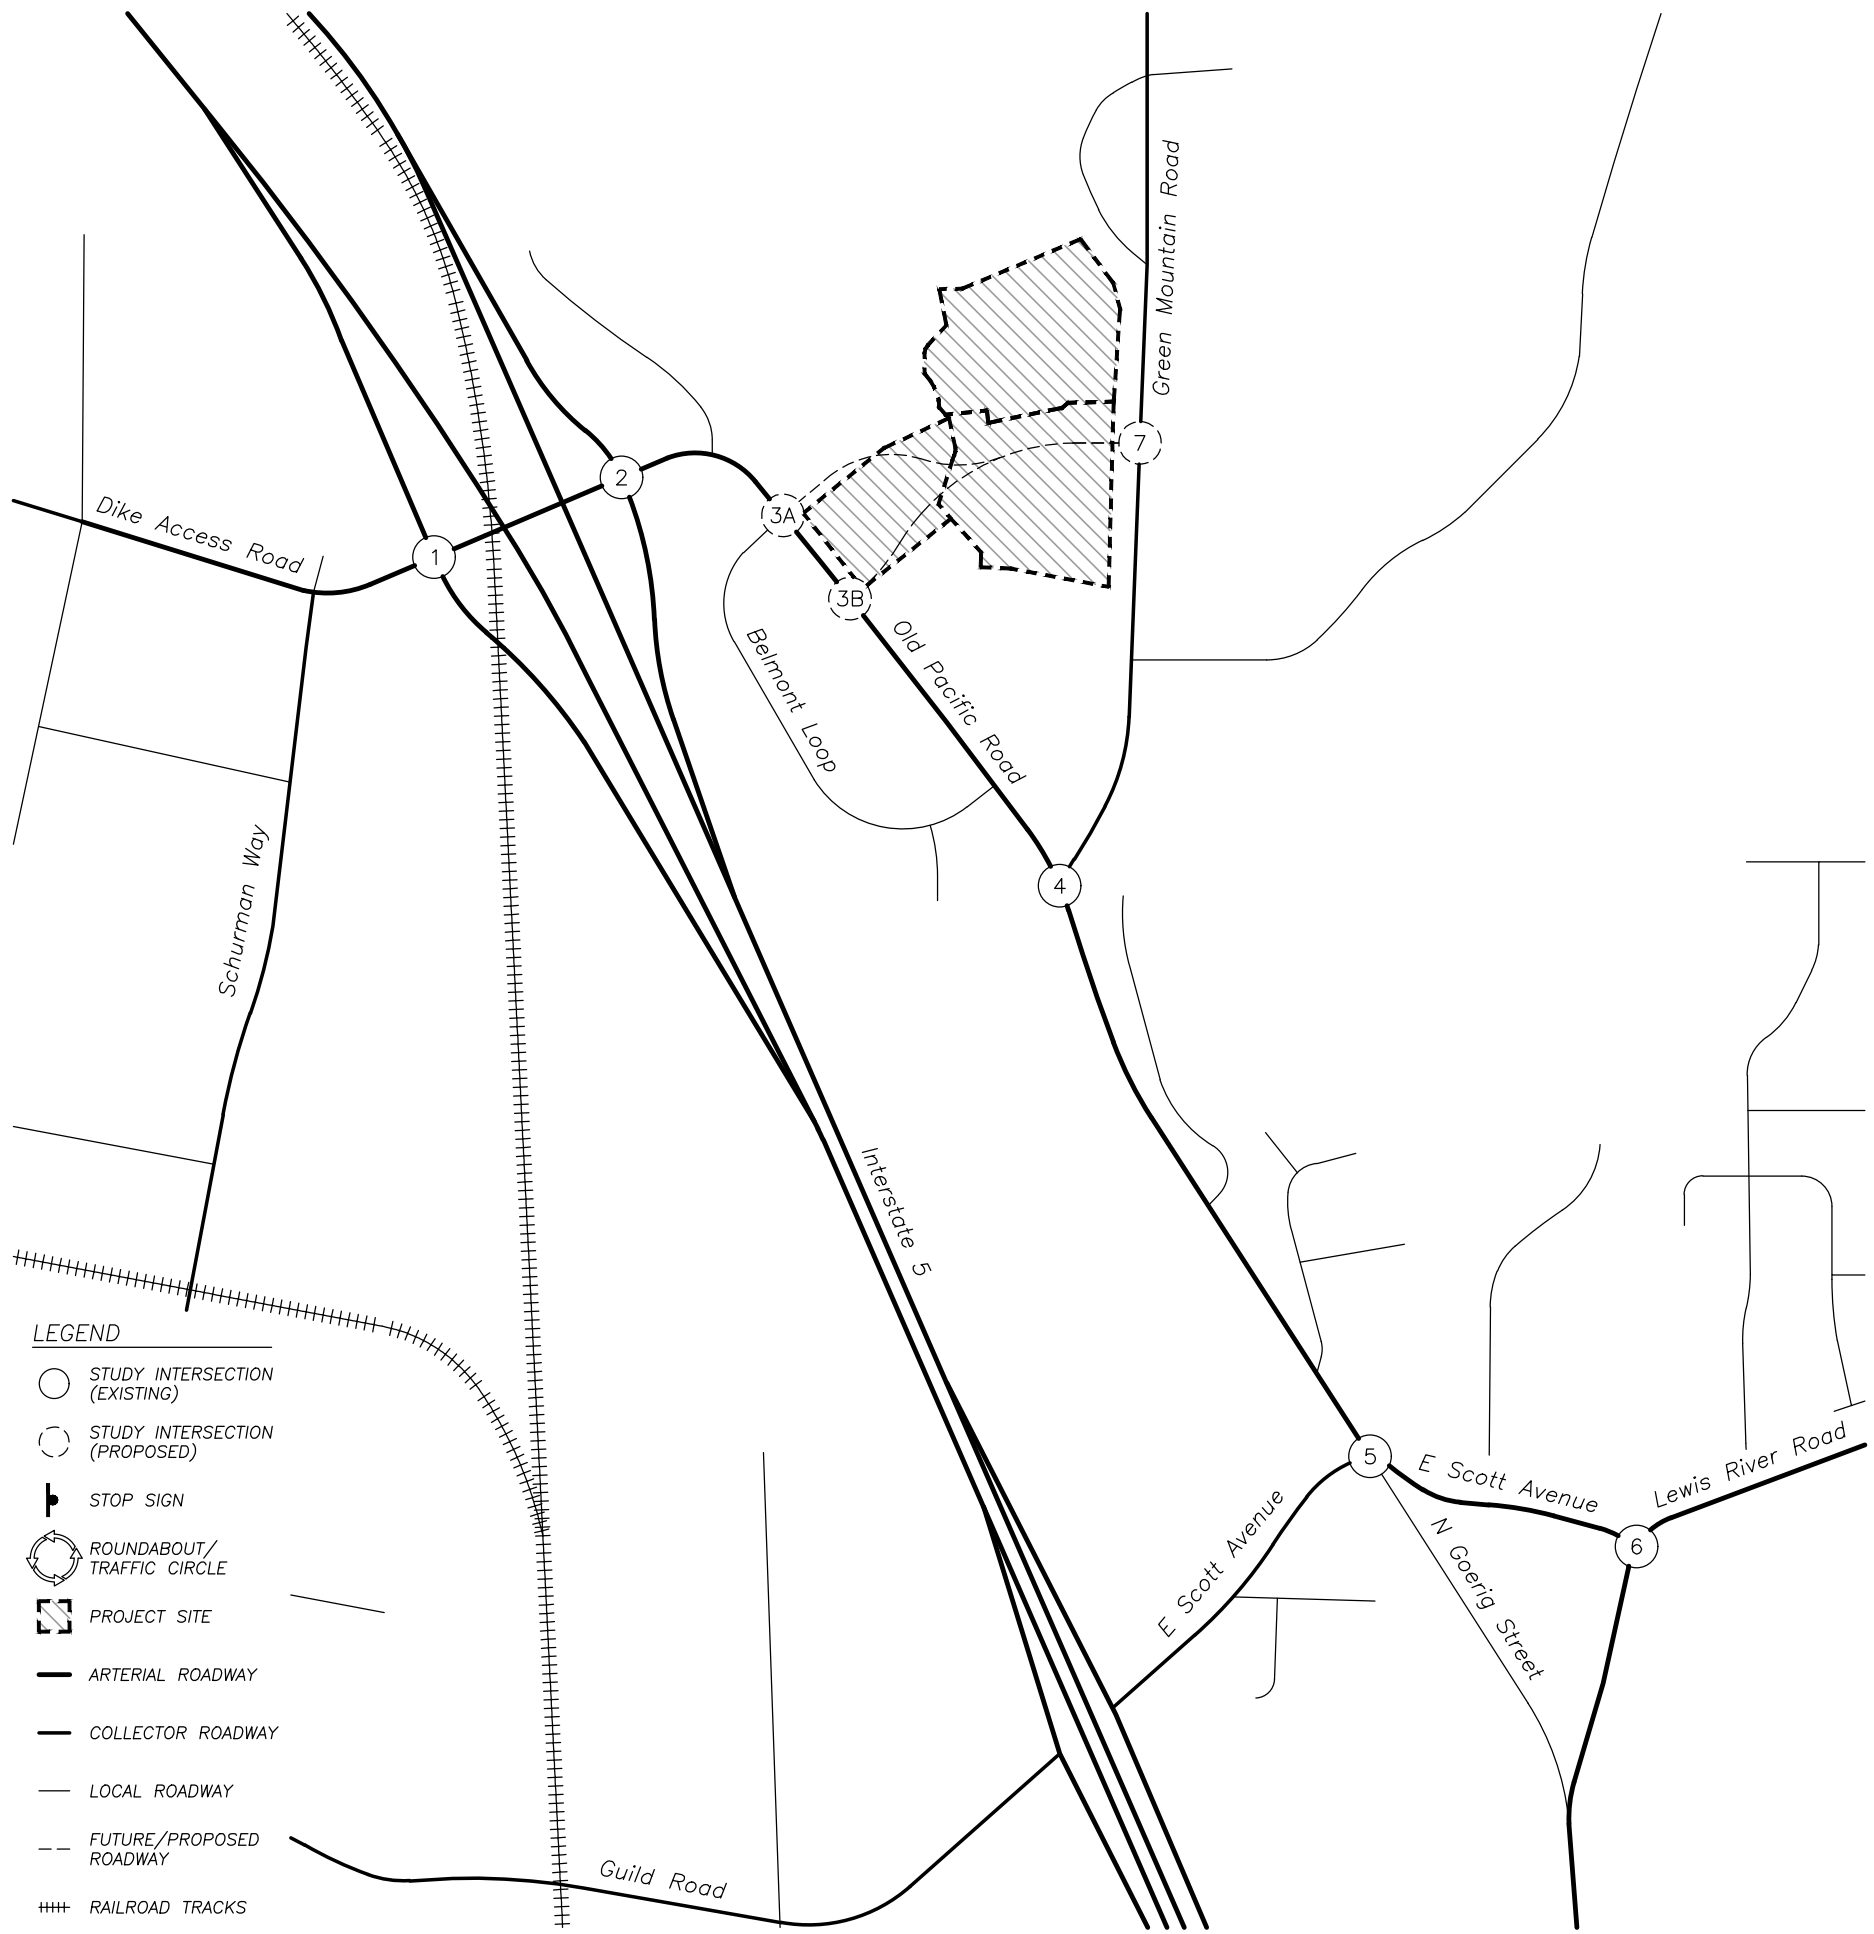 Green Mountain Road
2
7
3A
Dike Access Road
1
3B
Old Pacific Road
Belmont Loop
4
Schurman Way
Interstate 5
5
E Scott Avenue
Lewis River Road
6
E Scott Avenue
N Goerig Street
Guild Road
LEGEND
STUDY INTERSECTION
(EXISTING)
STUDY INTERSECTION
(PROPOSED)
STOP SIGN
ROUNDABOUT/
TRAFFIC CIRCLE
PROJECT SITE
ARTERIAL ROADWAY
COLLECTOR ROADWAY
LOCAL ROADWAY
FUTURE/PROPOSED
ROADWAY
RAILROAD TRACKS